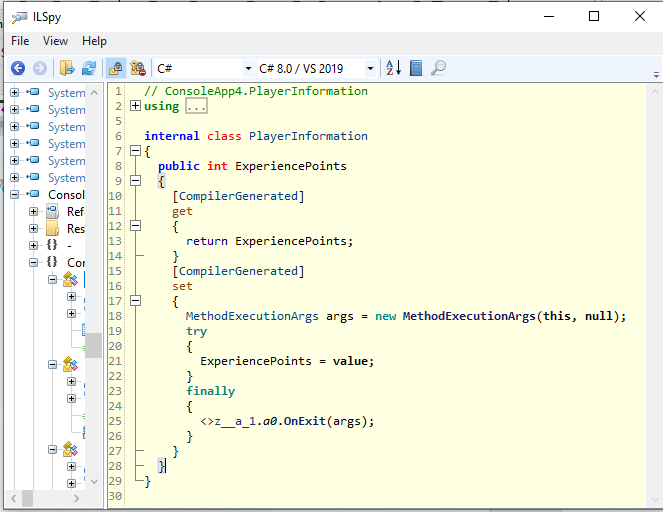 ILSpy
File View Help
C# C# 8.0 / VS 2019
System
System
System
System
System
System
Consol
Refe
Res
{ } -
{ } Cor
1 // ConsoleApp4.PlayerInformation
2 using ...
5
6 internal class PlayerInformation
7 {
8 public int ExperiencePoints
9 {
10 [CompilerGenerated]
11 get
12 {
13 return ExperiencePoints;
14 }
15 [CompilerGenerated]
16 set
17 {
18 MethodExecutionArgs args = new MethodExecutionArgs(this, null);
19 try
20 {
21 ExperiencePoints = value;
22 }
23 finally
24 {
25 <>z__a_1.a0.OnExit(args);
26 }
27 }
28 }
29 }
30